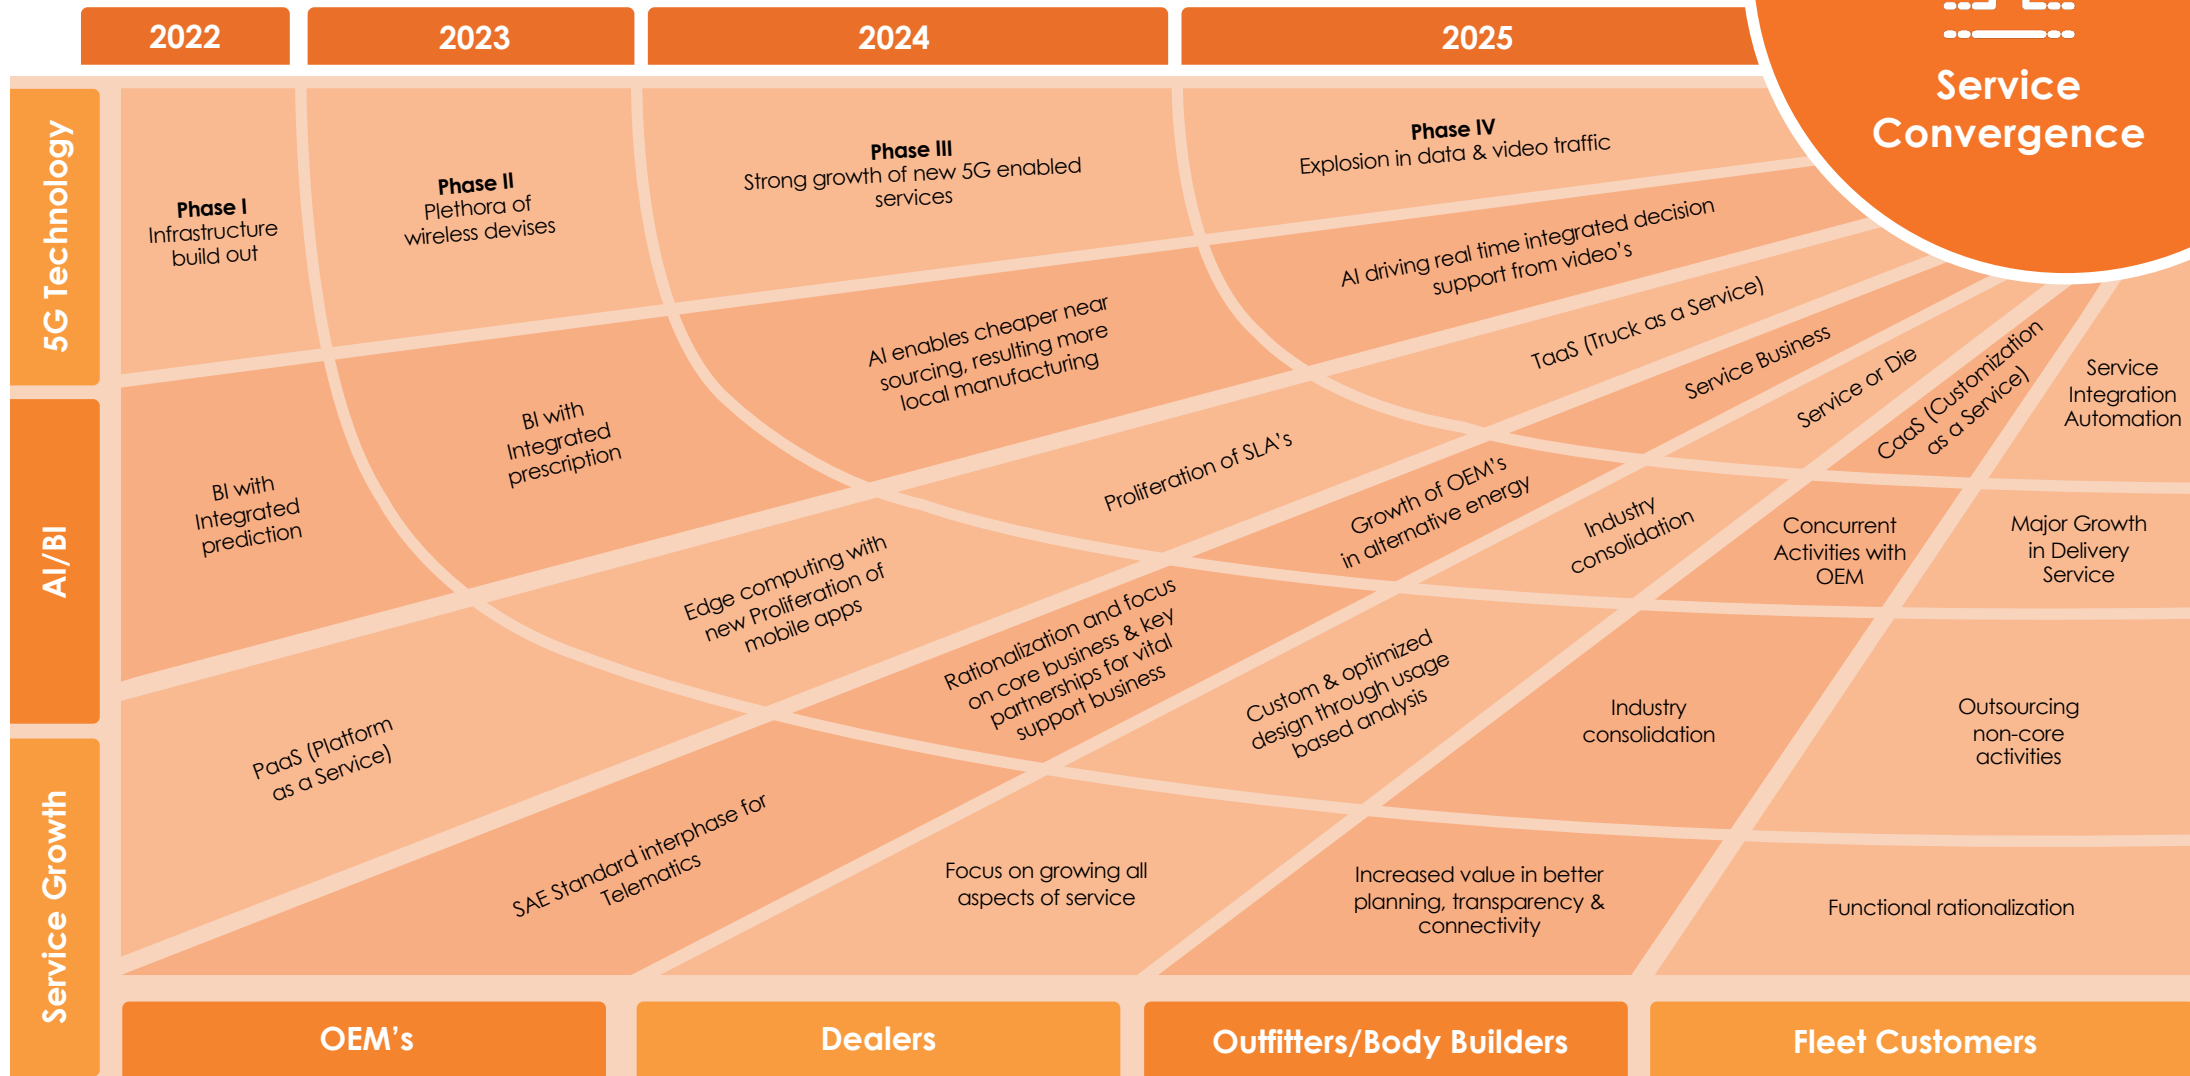 2022
2023
2024
2025
Service
Convergence
5G Technology
Phase I
Infrastructure
build out
Phase II
Plethora of
wireless devises
Phase III
Strong growth of new 5G enabled
services
Phase IV
Explosion in data & video traffic
AI/BI
BI with
Integrated
prediction
BI with
Integrated
prescription
AI enables cheaper near
sourcing, resulting more
local manufacturing
AI driving real time integrated decision
support from video's
Service Growth
PaaS (Platform
as a Service)
Edge computing with
new Proliferation of
mobile apps
Proliferation of SLA's
TaaS (Truck as a Service)
SAE Standard interphase for
Telematics
Rationalization and focus
on core business & key
partnerships for vital
support business
Growth of OEM's
in alternative energy
Service Business
Focus on growing all
aspects of service
Custom & optimized
design through usage
based analysis
Industry
consolidation
Service or Die
Increased value in better
planning, transparency &
connectivity
Industry
consolidation
Concurrent
Activities with
OEM
CaaS (Customization
as a Service)
Functional rationalization
Outsourcing
non-core
activities
Major Growth
in Delivery
Service
Service
Integration
Automation
OEM's
Dealers
Outfitters/Body Builders
Fleet Customers